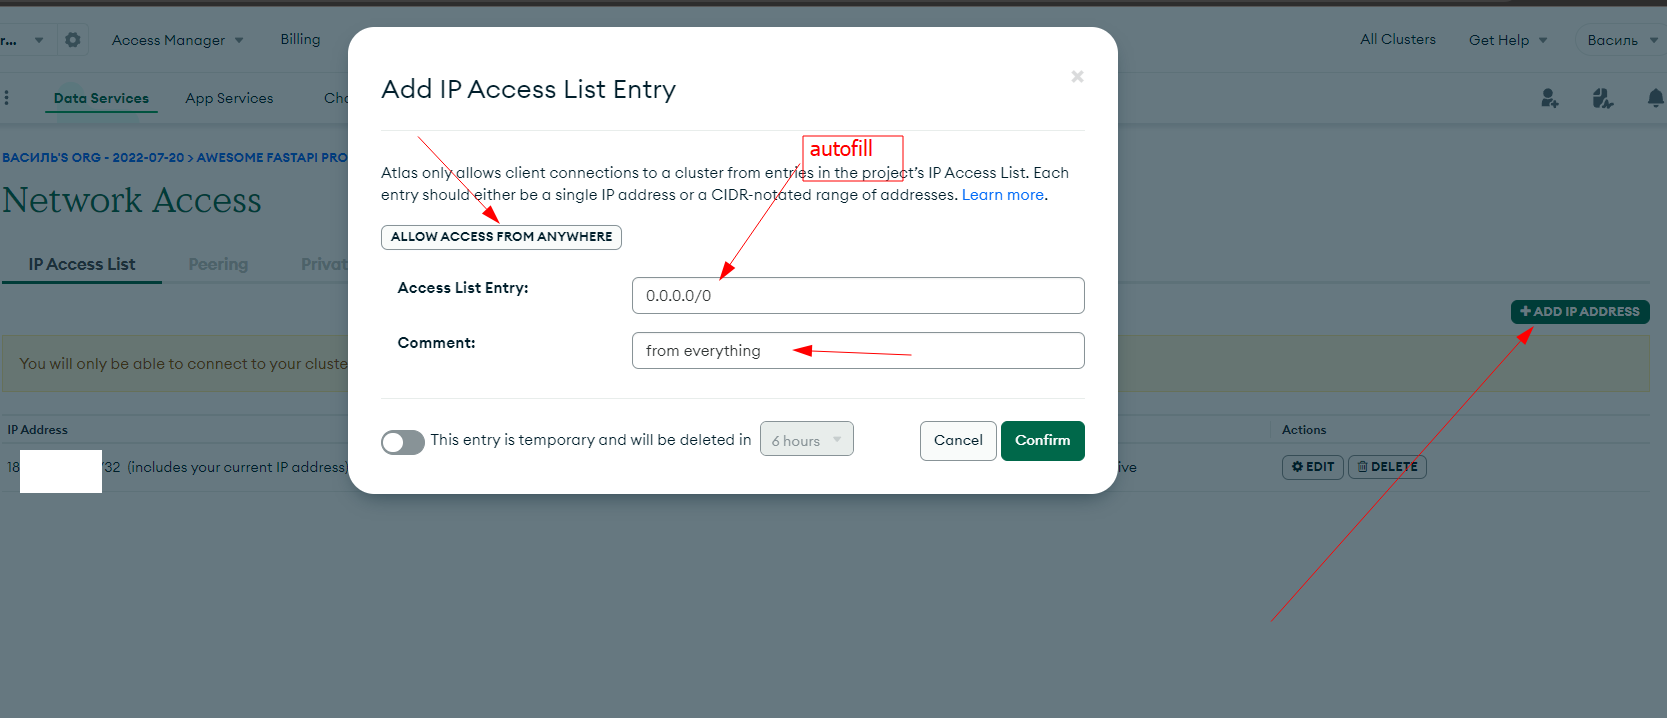 r...
Access Manager
Billing
All Clusters
Get Help
Василь
Data Services
App Services
ВАСИЛЬ'S ORG - 2022-07-20 > AWESOME FASTAPI PRO
Network Access
IP Access List
Peering
Privat
+ ADD IP ADDRESS
You will only be able to connect to your cluste
IP Address
Actions
18 /32 (includes your current IP address)
ive
EDIT
DELETE
Add IP Access List Entry
autofill
Atlas only allows client connections to a cluster from entries in the project's IP Access List. Each
entry should either be a single IP address or a CIDR-notated range of addresses. Learn more.
ALLOW ACCESS FROM ANYWHERE
Access List Entry:
0.0.0.0/0
Comment:
from everything
This entry is temporary and will be deleted in
6 hours
Cancel
Confirm